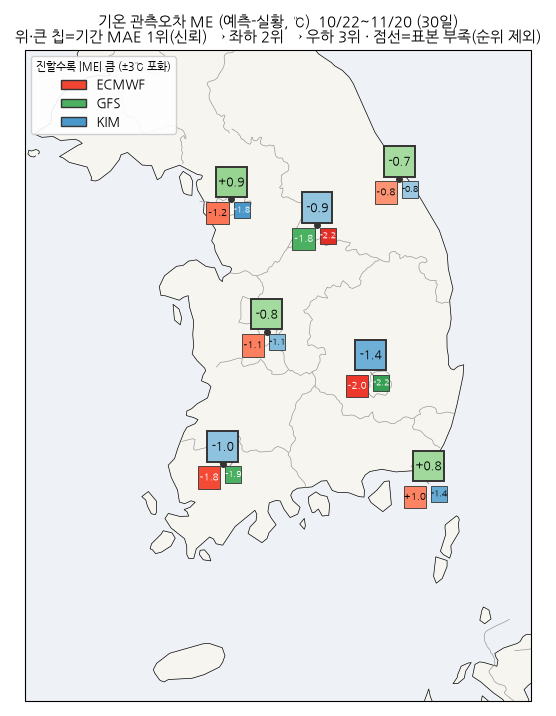 기온 관측오차 ME (예측-실황, ℃)  10/22~11/20 (30일)
위·큰 칩=기간 MAE 1위(신뢰) → 좌하 2위 → 우하 3위 · 점선=표본 부족(순위 제외)
진할수록 |ME| 큼 (±3℃ 포화)
ECMWF
GFS
KIM
-0.7
-0.8 -0.8
+0.9
-1.2 -1.8
-0.9
-1.8 -2.2
-0.8
-1.1 -1.1
-1.4
-2.0 -2.2
-1.0
-1.8 -1.9
+0.8
+1.0 -1.4